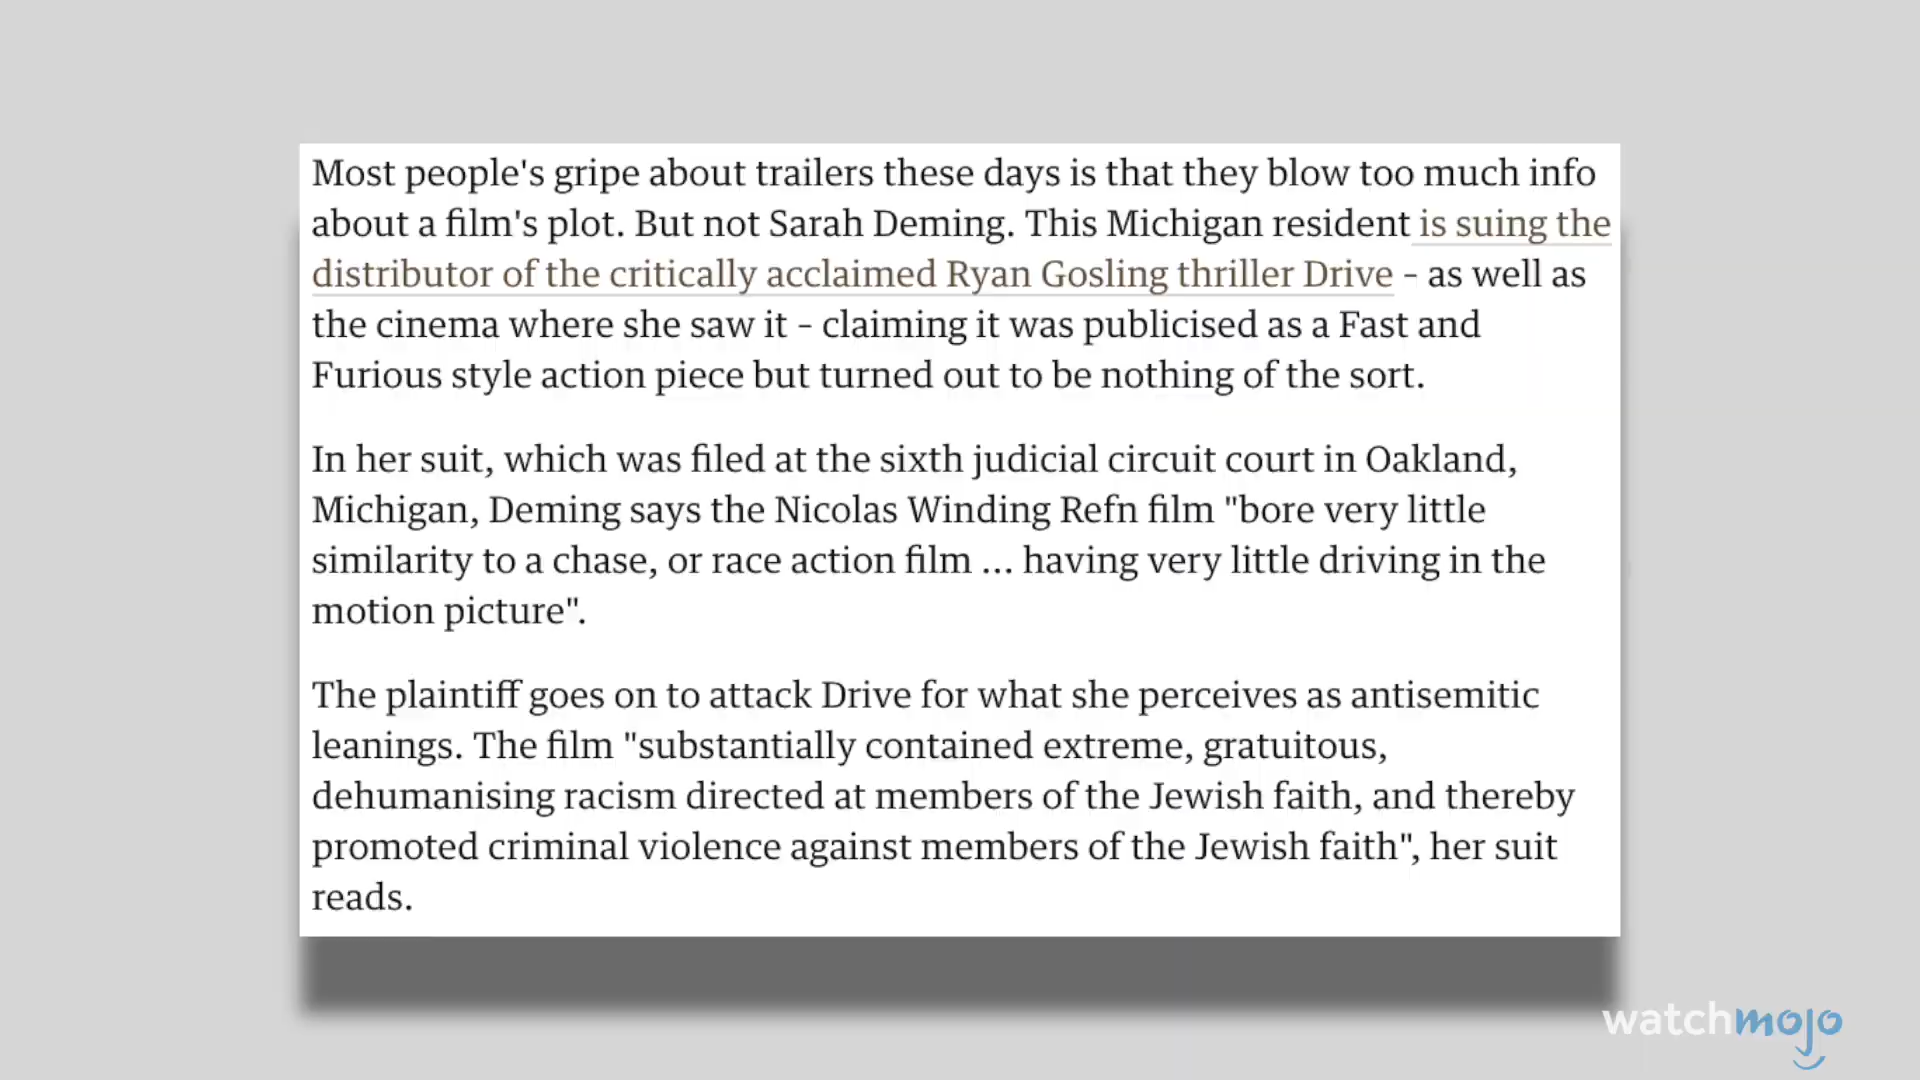 Most people's gripe about trailers these days is that they blow too much info
about a film's plot. But not Sarah Deming. This Michigan resident is suing the
distributor of the critically acclaimed Ryan Gosling thriller Drive – as well as
the cinema where she saw it – claiming it was publicised as a Fast and
Furious style action piece but turned out to be nothing of the sort.
In her suit, which was filed at the sixth judicial circuit court in Oakland,
Michigan, Deming says the Nicolas Winding Refn film "bore very little
similarity to a chase, or race action film ... having very little driving in the
motion picture".
The plaintiff goes on to attack Drive for what she perceives as antisemitic
leanings. The film "substantially contained extreme, gratuitous,
dehumanising racism directed at members of the Jewish faith, and thereby
promoted criminal violence against members of the Jewish faith", her suit
reads.
watchmojo